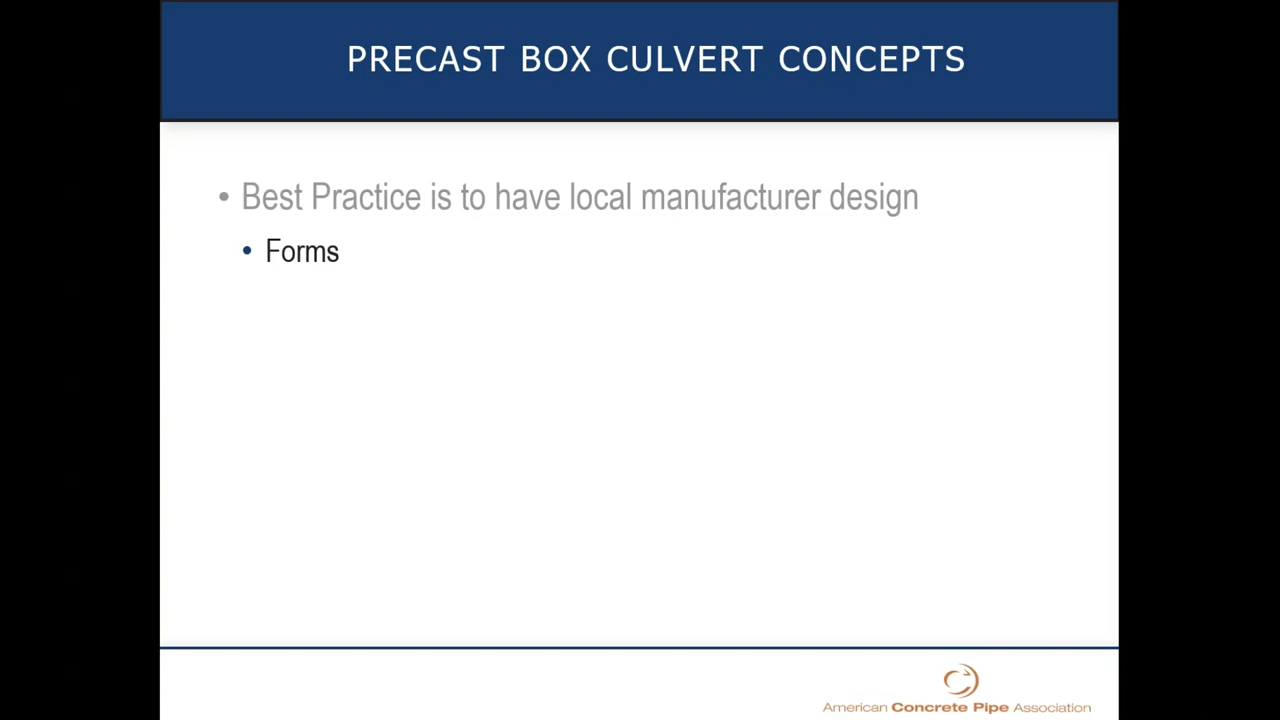 PRECAST BOX CULVERT CONCEPTS
• Best Practice is to have local manufacturer design
• Forms
American Concrete Pipe Association